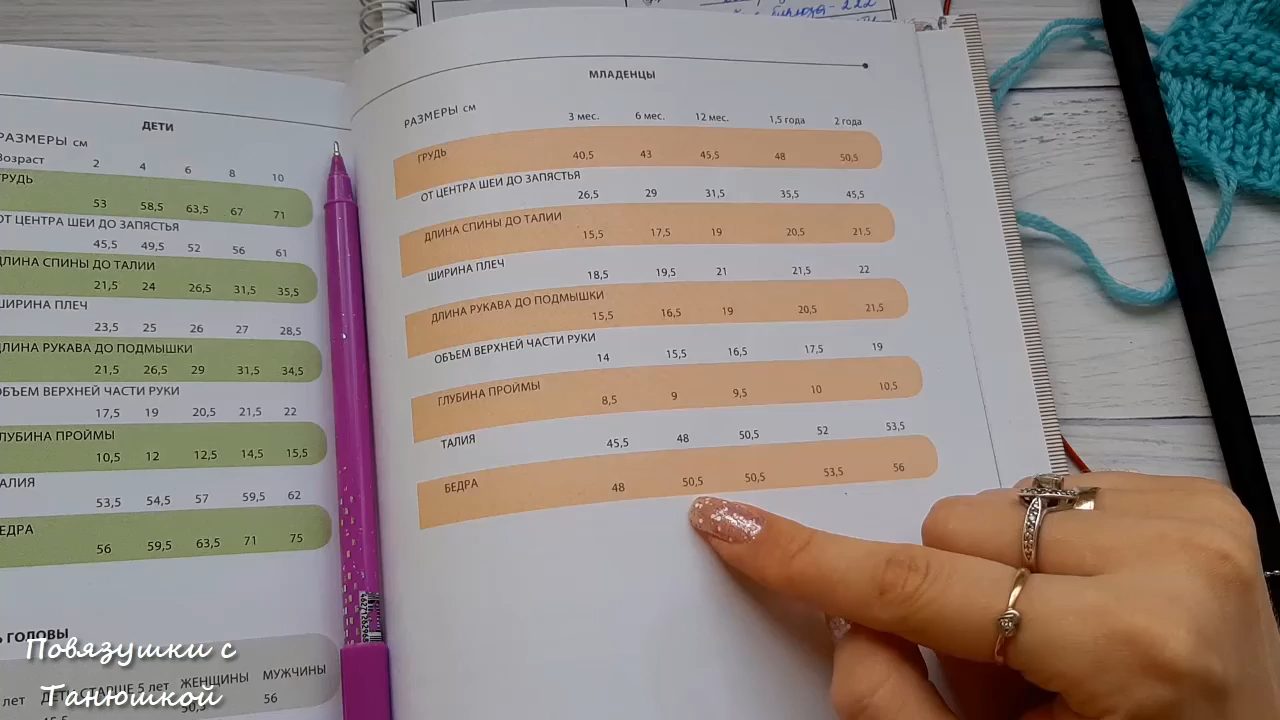 ДЕТИ
РАЗМЕРЫ см
Возраст 2 4 6 8 10
ГРУДЬ
53 58,5 63,5 67 71
ОТ ЦЕНТРА ШЕИ ДО ЗАПЯСТЬЯ
45,5 49,5 52 56 61
ДЛИНА СПИНЫ ДО ТАЛИИ
21,5 24 26,5 31,5 35,5
ШИРИНА ПЛЕЧ
23,5 25 26 27 28,5
ДЛИНА РУКАВА ДО ПОДМЫШКИ
21,5 26,5 29 31,5 34,5
ОБЪЕМ ВЕРХНЕЙ ЧАСТИ РУКИ
17,5 19 20,5 21,5 22
ГЛУБИНА ПРОЙМЫ
10,5 12 12,5 14,5 15,5
ТАЛИЯ
53,5 54,5 57 59,5 62
БЕДРА
56 59,5 63,5 71 75
ГОЛОВЫ
лет ДЕТИ СТАРШЕ 5 лет ЖЕНЩИНЫ МУЖЧИНЫ
56
МЛАДЕНЦЫ
РАЗМЕРЫ см
3 мес. 6 мес. 12 мес. 1,5 года 2 года
ГРУДЬ
40,5 43 45,5 48 50,5
ОТ ЦЕНТРА ШЕИ ДО ЗАПЯСТЬЯ
26,5 29 31,5 35,5 45,5
ДЛИНА СПИНЫ ДО ТАЛИИ
15,5 17,5 19 20,5 21,5
ШИРИНА ПЛЕЧ
18,5 19,5 21 21,5 22
ДЛИНА РУКАВА ДО ПОДМЫШКИ
15,5 16,5 19 20,5 21,5
ОБЪЕМ ВЕРХНЕЙ ЧАСТИ РУКИ
14 15,5 16,5 17,5 19
ГЛУБИНА ПРОЙМЫ
8,5 9 9,5 10 10,5
ТАЛИЯ
45,5 48 50,5 52 53,5
БЕДРА
48 50,5 50,5 53,5 56
Повязушки с
Танюшкой